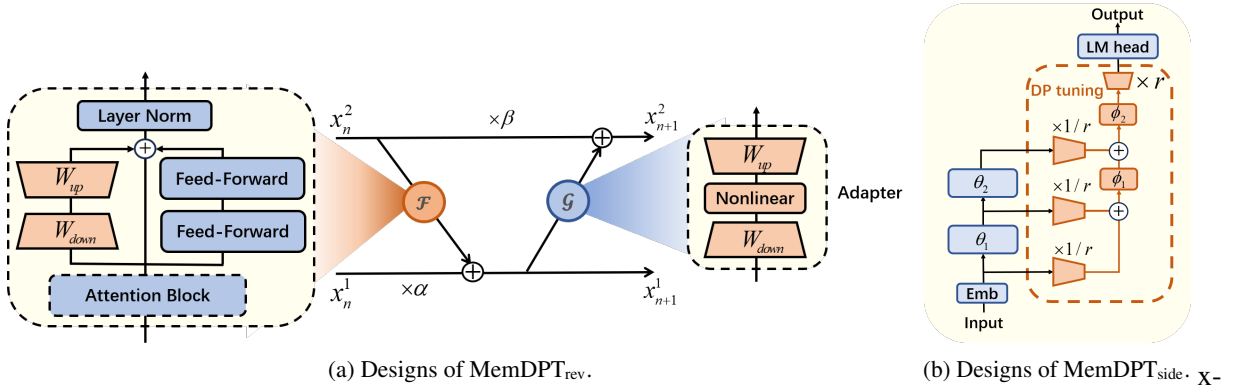 Layer Norm
+
W_up
Feed-Forward
W_down
Feed-Forward
Attention Block
x_n^2
×β
x_{n+1}^2
+
F
G
+
x_n^1
×α
x_{n+1}^1
W_up
Nonlinear
W_down
Adapter
(a) Designs of MemDPT_rev.
Output
LM head
DP tuning
×r
ϕ_2
×1/r
+
θ_2
ϕ_1
×1/r
+
θ_1
×1/r
Emb
Input
(b) Designs of MemDPT_side.
x-